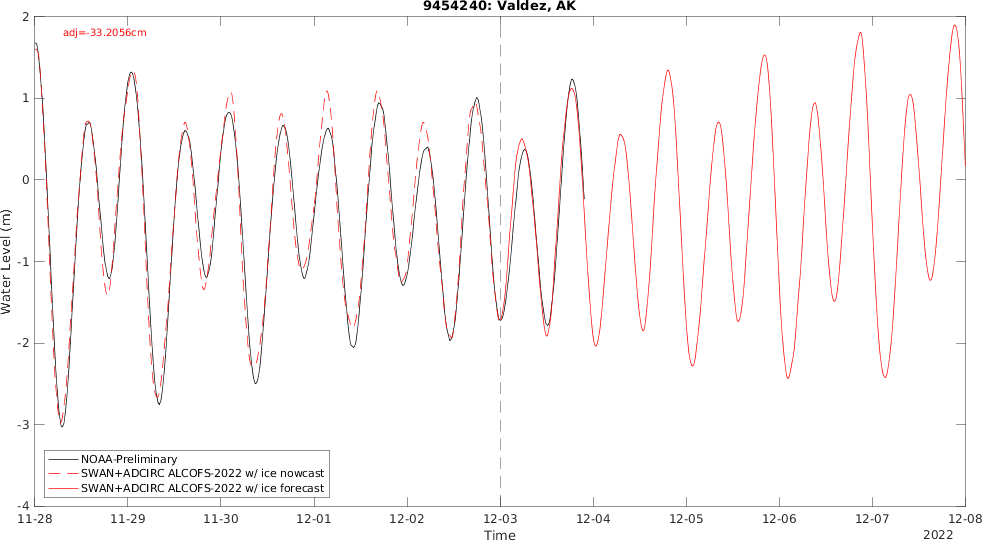 9454240: Valdez, AK
adj=-33.2056cm
2
1
0
-1
-2
-3
-4
Water Level (m)
NOAA-Preliminary
SWAN+ADCIRC ALCOFS-2022 w/ ice nowcast
SWAN+ADCIRC ALCOFS-2022 w/ ice forecast
11-28 11-29 11-30 12-01 12-02 12-03 12-04 12-05 12-06 12-07 12-08
Time
2022